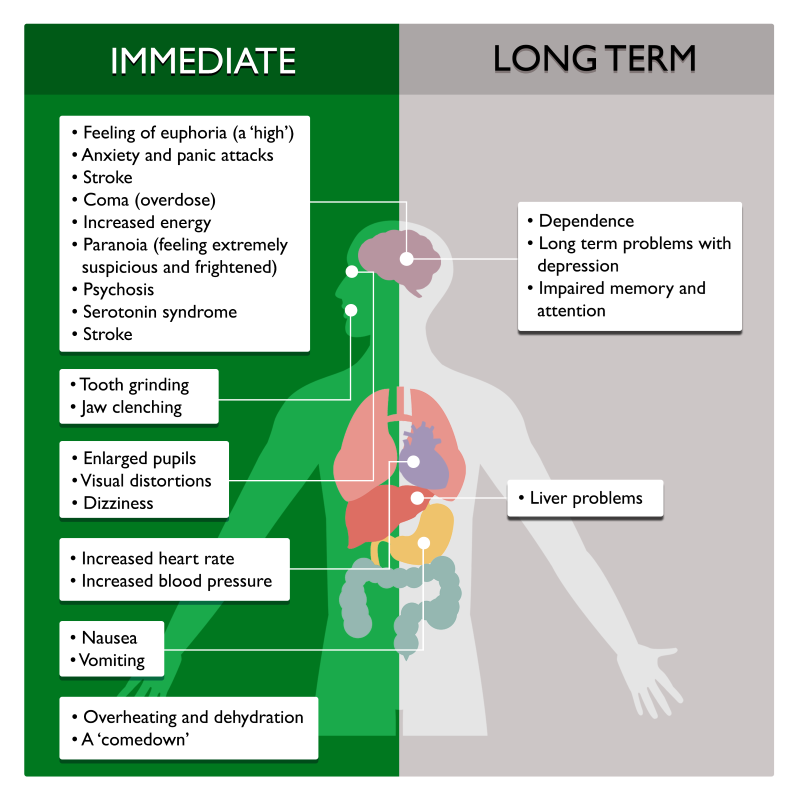 IMMEDIATE
• Feeling of euphoria (a ‘high’)
• Anxiety and panic attacks
• Stroke
• Coma (overdose)
• Increased energy
• Paranoia (feeling extremely
suspicious and frightened)
• Psychosis
• Serotonin syndrome
• Stroke
• Tooth grinding
• Jaw clenching
• Enlarged pupils
• Visual distortions
• Dizziness
• Increased heart rate
• Increased blood pressure
• Nausea
• Vomiting
• Overheating and dehydration
• A ‘comedown’
LONG TERM
• Dependence
• Long term problems with
depression
• Impaired memory and
attention
• Liver problems